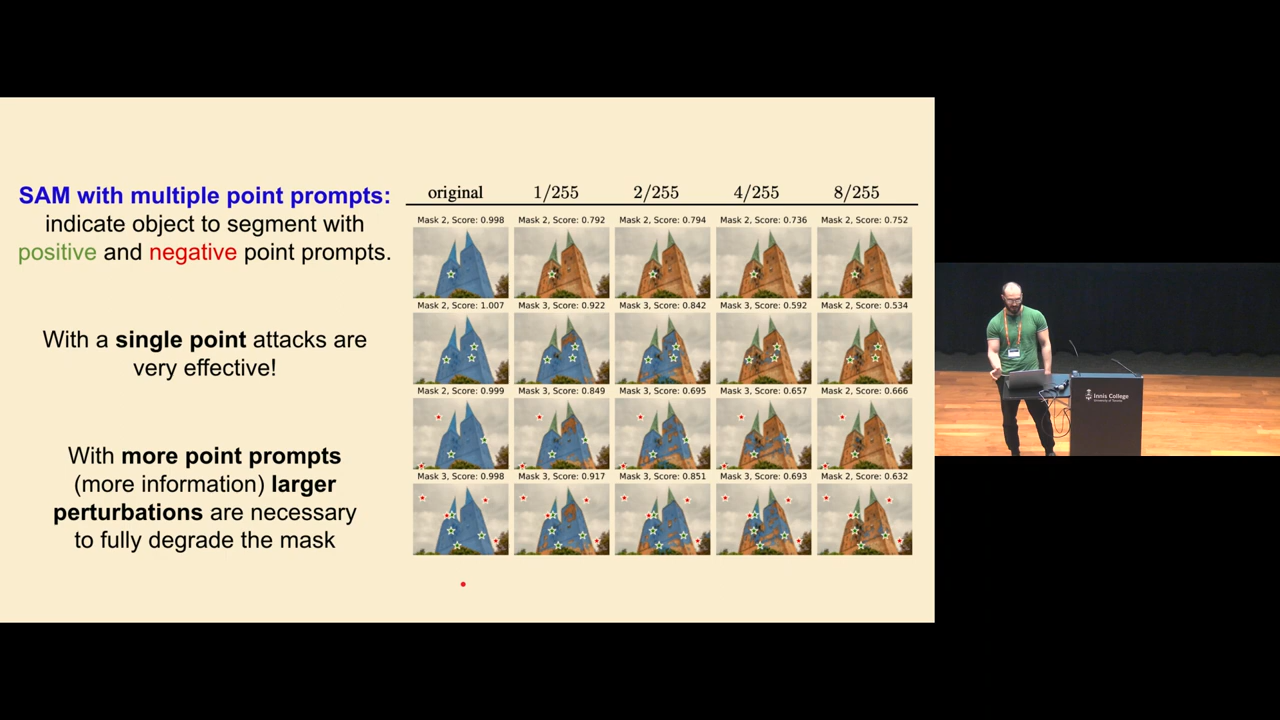 SAM with multiple point prompts:
indicate object to segment with
positive and negative point prompts.
With a single point attacks are
very effective!
With more point prompts
(more information) larger
perturbations are necessary
to fully degrade the mask
original 1/255 2/255 4/255 8/255
Mask 2, Score: 0.998 Mask 2, Score: 0.792 Mask 2, Score: 0.794 Mask 2, Score: 0.736 Mask 2, Score: 0.752
Mask 2, Score: 1.007 Mask 3, Score: 0.922 Mask 3, Score: 0.842 Mask 3, Score: 0.592 Mask 2, Score: 0.534
Mask 2, Score: 0.999 Mask 3, Score: 0.849 Mask 3, Score: 0.695 Mask 3, Score: 0.657 Mask 2, Score: 0.666
Mask 3, Score: 0.998 Mask 3, Score: 0.917 Mask 3, Score: 0.851 Mask 3, Score: 0.693 Mask 2, Score: 0.632
Innis College
University of Toronto